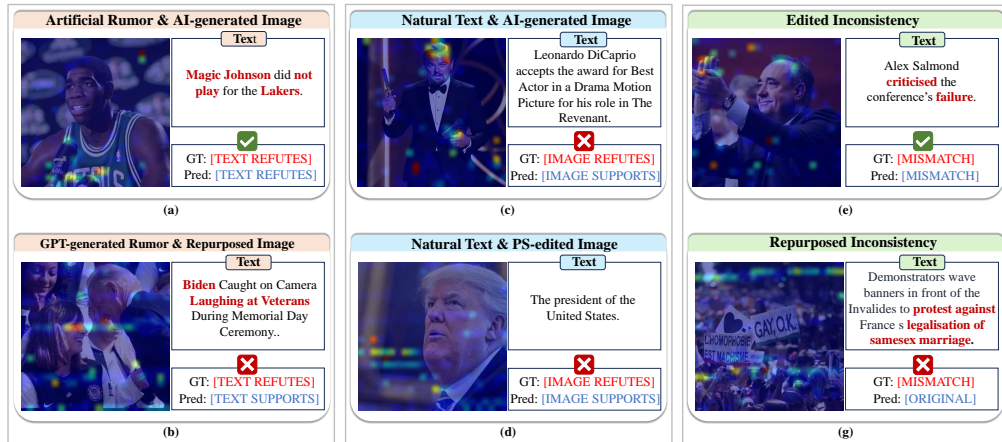 Artificial Rumor & AI-generated Image
Text
Magic Johnson did not
play for the Lakers.
GT: [TEXT REFUTES]
Pred: [TEXT REFUTES]
(a)
Natural Text & AI-generated Image
Text
Leonardo DiCaprio
accepts the award for Best
Actor in a Drama Motion
Picture for his role in The
Revenant.
GT: [IMAGE REFUTES]
Pred: [IMAGE SUPPORTS]
(c)
Edited Inconsistency
Text
Alex Salmond
criticised the
conference's failure.
GT: [MISMATCH]
Pred: [MISMATCH]
(e)
GPT-generated Rumor & Repurposed Image
Text
Biden Caught on Camera
Laughing at Veterans
During Memorial Day
Ceremony..
GT: [TEXT REFUTES]
Pred: [TEXT SUPPORTS]
(b)
Natural Text & PS-edited Image
Text
The president of the
United States.
GT: [IMAGE REFUTES]
Pred: [IMAGE SUPPORTS]
(d)
Repurposed Inconsistency
GAY, O.K.
L'HOMOPHOBIE
EST
Text
Demonstrators wave
banners in front of the
Invalides to protest against
France s legalisation of
samesex marriage.
GT: [MISMATCH]
Pred: [ORIGINAL]
(g)